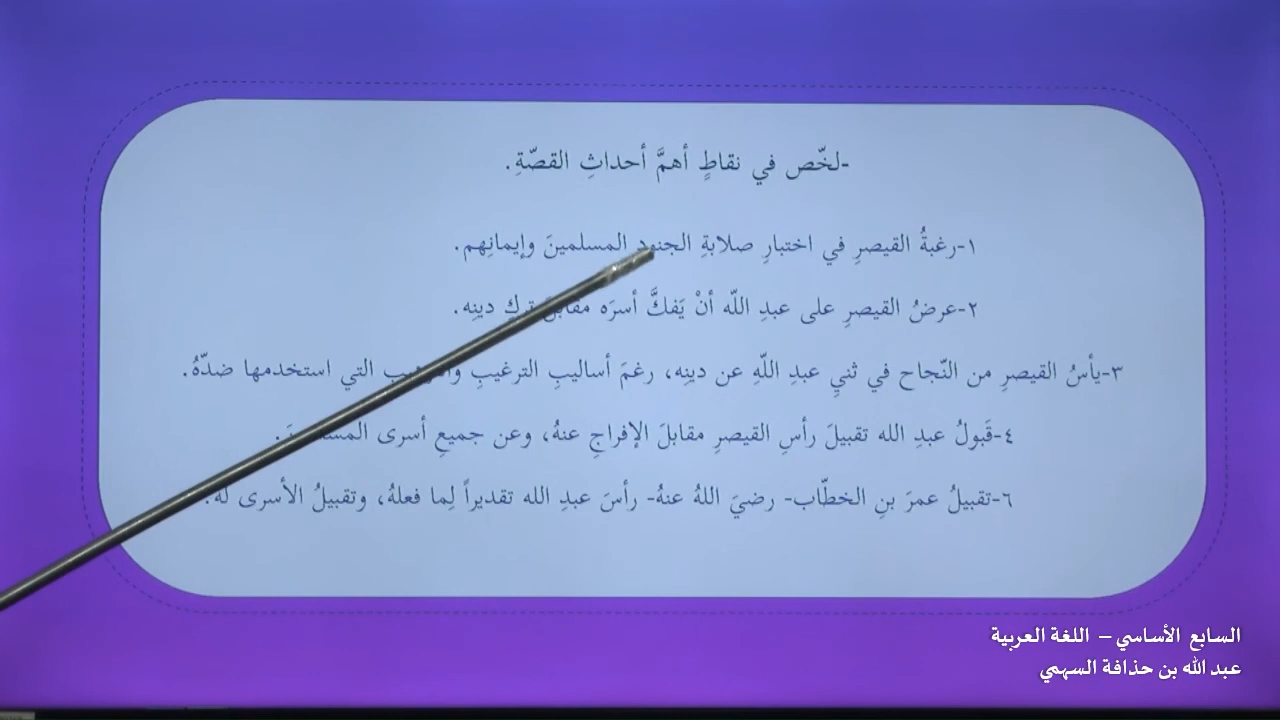 -لخّص في نقاطٍ أهمَّ أحداثِ القصّةِ.
١-رغبةُ القيصرِ في اختبارِ صلابةِ الجنود المسلمينَ وإيمانِهم.
٢-عرضُ القيصرِ على عبدِ اللّه أنْ يَفكَّ أسرَه مقابلَ تركِ دينِه.
٣-يأسُ القيصرِ من النّجاح في ثنيِ عبدِ اللّهِ عن دينِه، رغمَ أساليبِ الترغيبِ التي استخدمها ضدّهُ.
٤-قَبولُ عبدِ الله تقبيلَ رأسِ القيصرِ مقابلَ الإفراجِ عنهُ، وعن جميعِ أسرى
٦-تقبيلُ عمرَ بنِ الخطّاب- رضيَ اللهُ عنهُ- رأسَ عبدِ الله تقديراً لِما فعلهُ، وتقبيلُ الأسرى لهُ.
السابع الأساسي – اللغة العربية
عبد الله بن حذافة السهمي